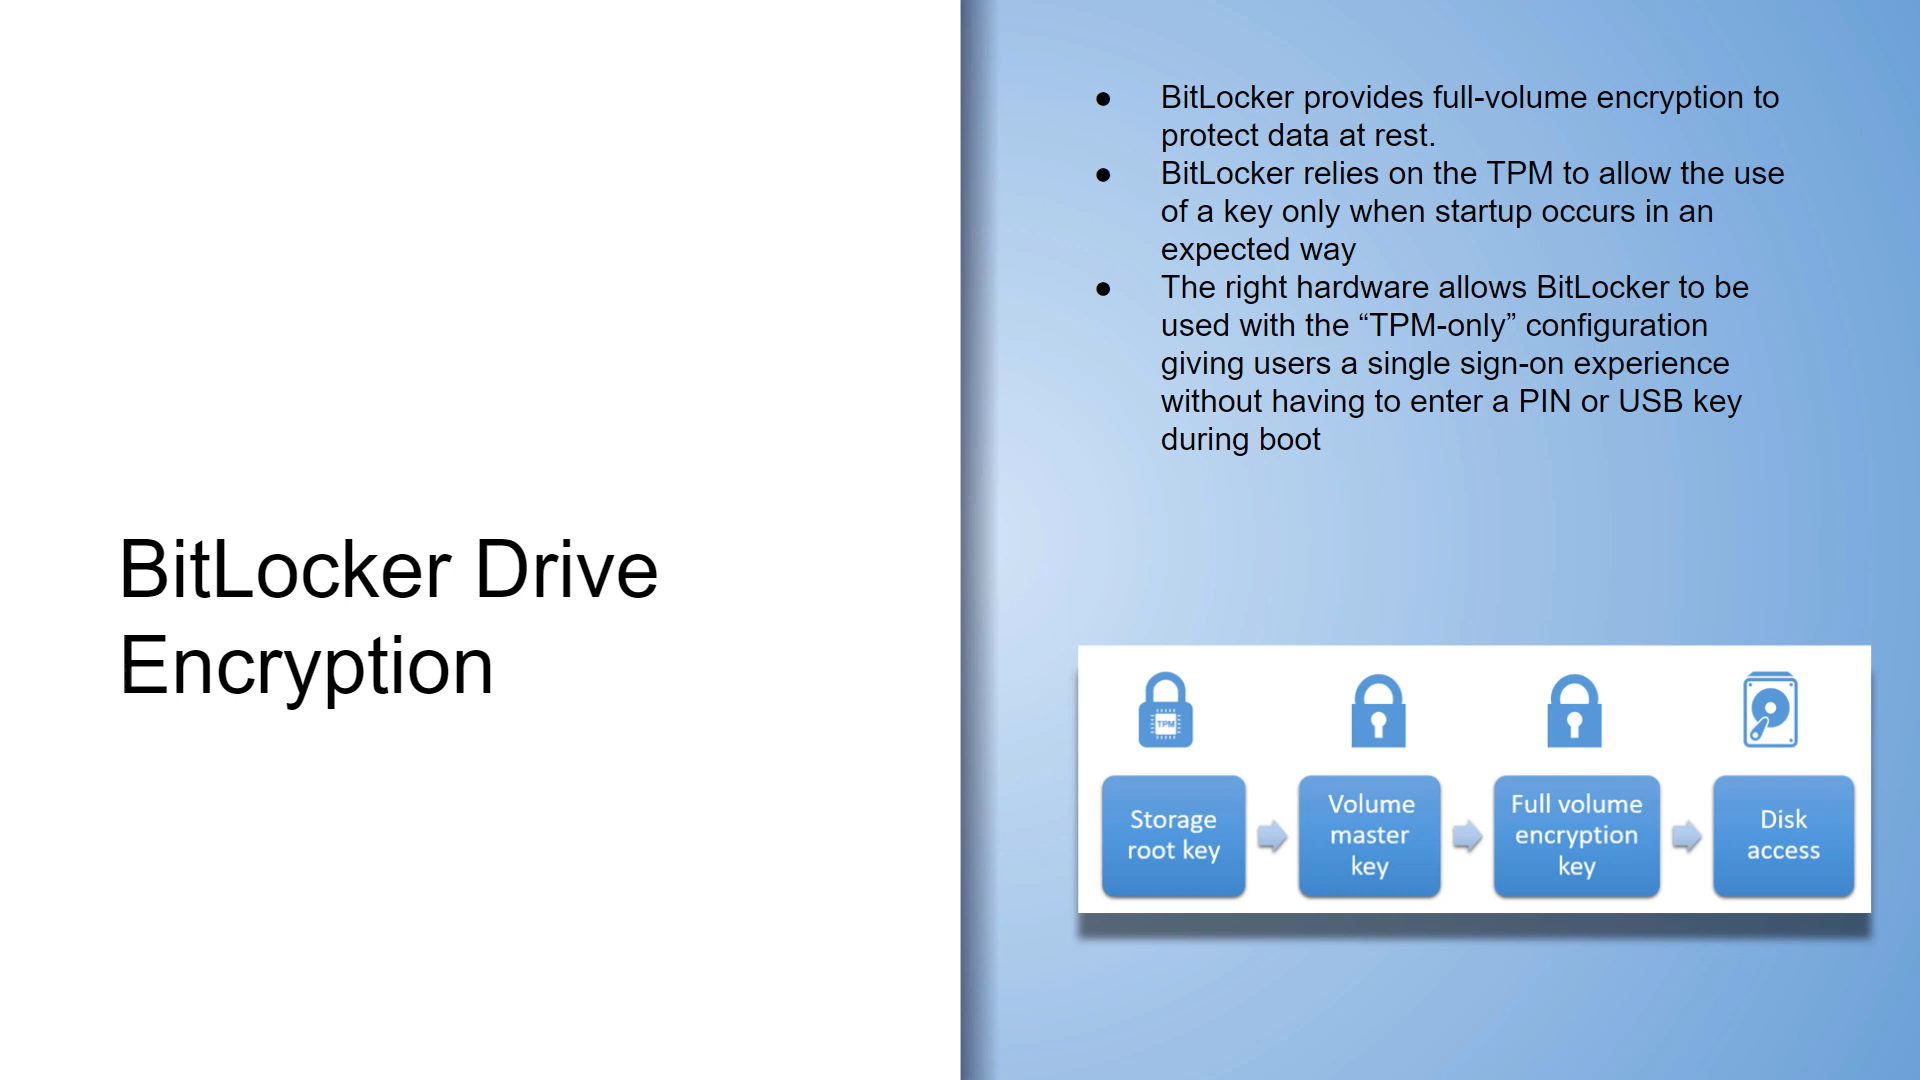 BitLocker Drive
Encryption
● BitLocker provides full-volume encryption to
protect data at rest.
● BitLocker relies on the TPM to allow the use
of a key only when startup occurs in an
expected way
● The right hardware allows BitLocker to be
used with the “TPM-only” configuration
giving users a single sign-on experience
without having to enter a PIN or USB key
during boot
TPM
Storage
root key
Volume
master
key
Full volume
encryption
key
Disk
access